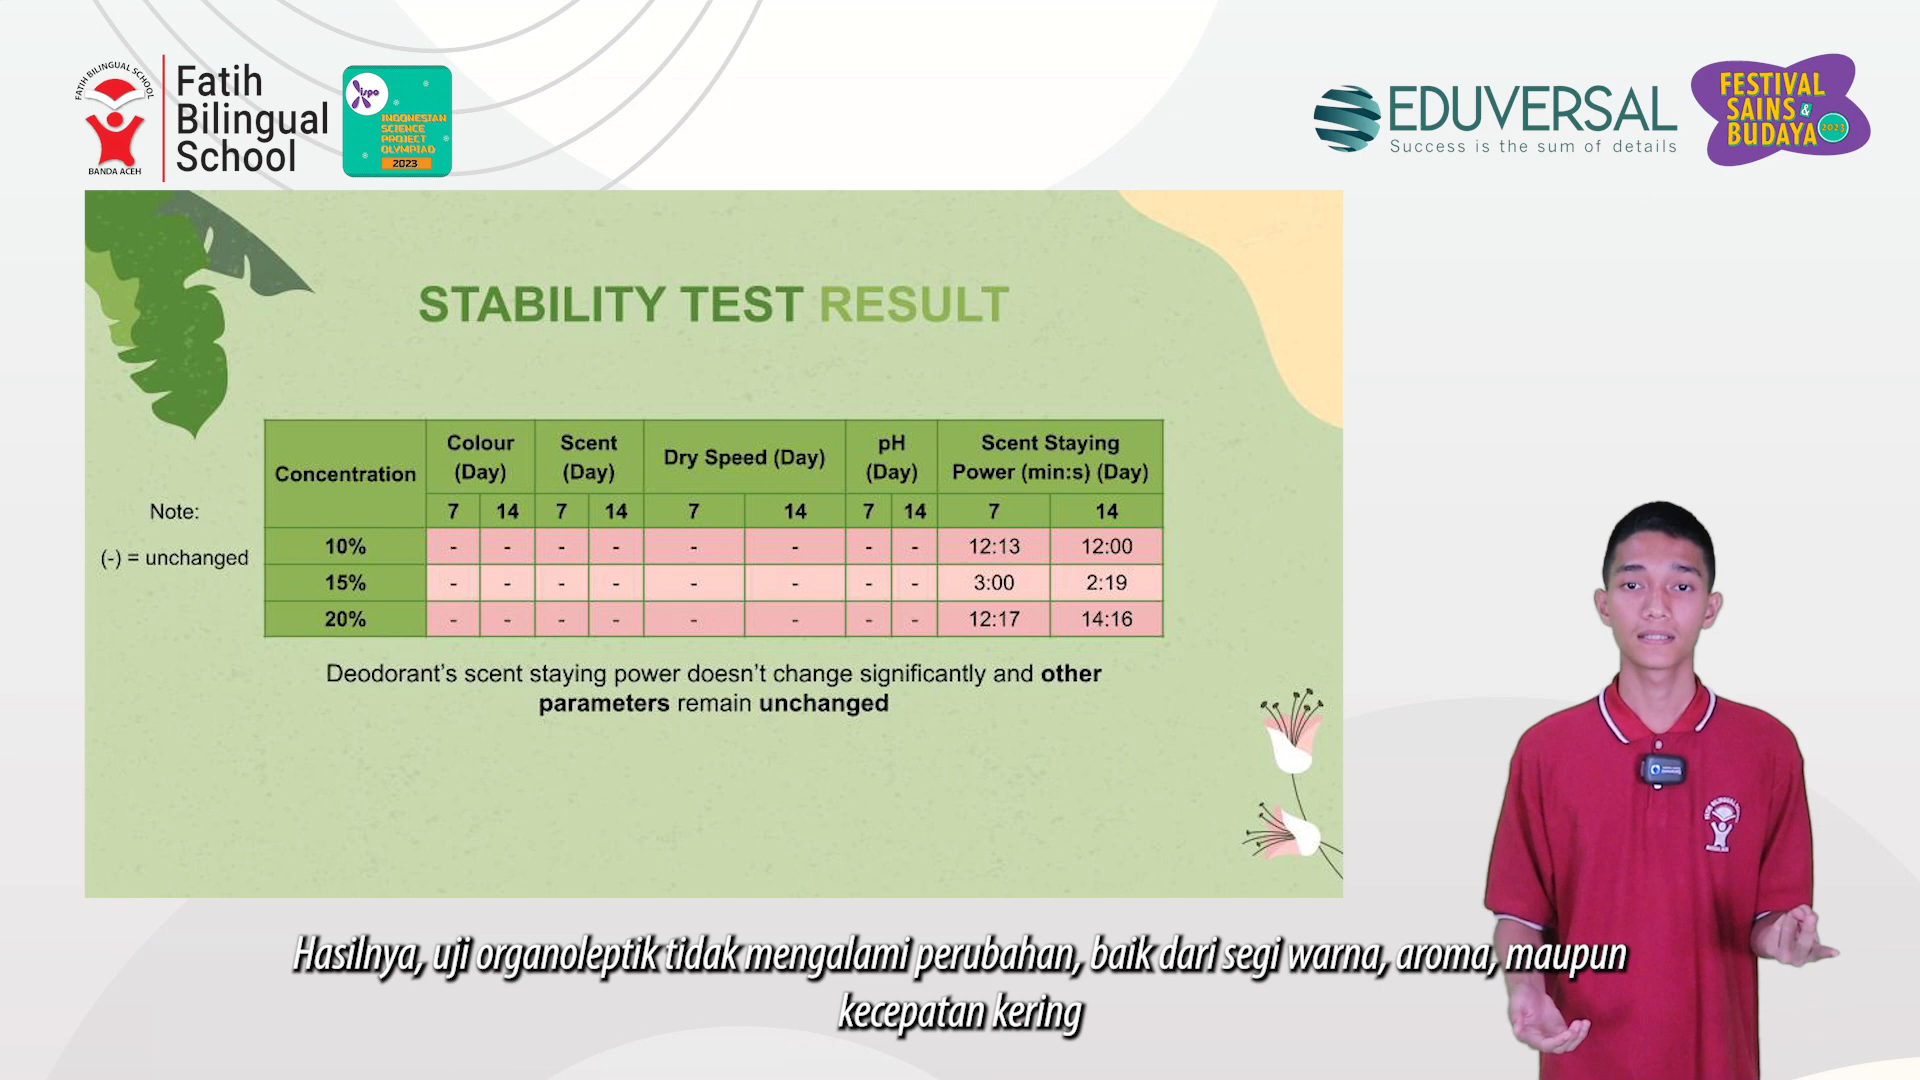 FATIH BILINGUAL SCHOOL
BANDA ACEH
Fatih
Bilingual
School
ispo
INDONESIAN
SCIENCE
PROJECT
OLYMPIAD
2023
EDUVERSAL
Success is the sum of details
FESTIVAL
SAINS &
BUDAYA 2023
STABILITY TEST RESULT
Note:
(-) = unchanged
Concentration Colour (Day) Scent (Day) Dry Speed (Day) pH (Day) Scent Staying Power (min:s) (Day)
7 14 7 14 7 14 7 14 7 14
10% - - - - - - - - 12:13 12:00
15% - - - - - - - - 3:00 2:19
20% - - - - - - - - 12:17 14:16
Deodorant's scent staying power doesn't change significantly and other
parameters remain unchanged
Hasilnya, uji organoleptik tidak mengalami perubahan, baik dari segi warna, aroma, maupun
kecepatan kering